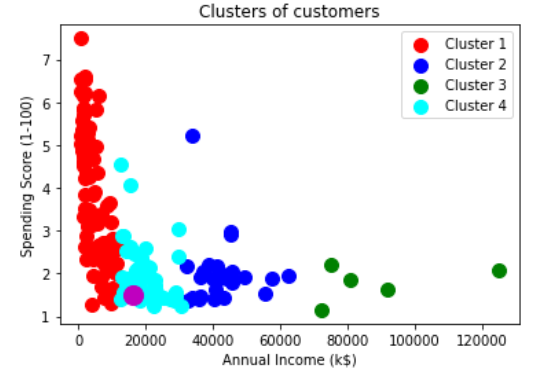 Clusters of customers
Cluster 1
Cluster 2
Cluster 3
Cluster 4
Spending Score (1-100)
7
6
5
4
3
2
1
0
20000
40000
60000
80000
100000
120000
Annual Income (k$)